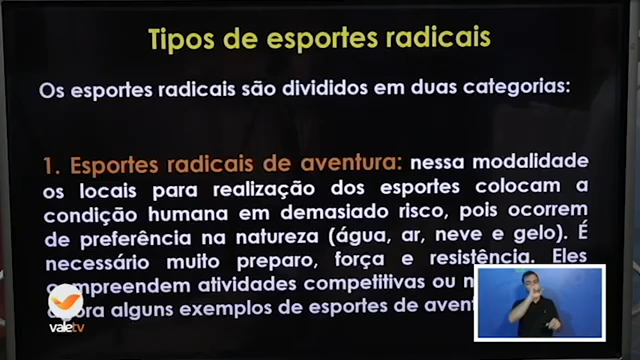 Tipos de esportes radicais
Os esportes radicais são divididos em duas categorias:
1. Esportes radicais de aventura: nessa modalidade
os locais para realização dos esportes colocam a
condição humana em demasiado risco, pois ocorrem
de preferência na natureza (água, ar, neve e gelo). É
necessário muito preparo, força e resistência. Eles
compreendem atividades competitivas ou
alguns exemplos de esportes de
valetv